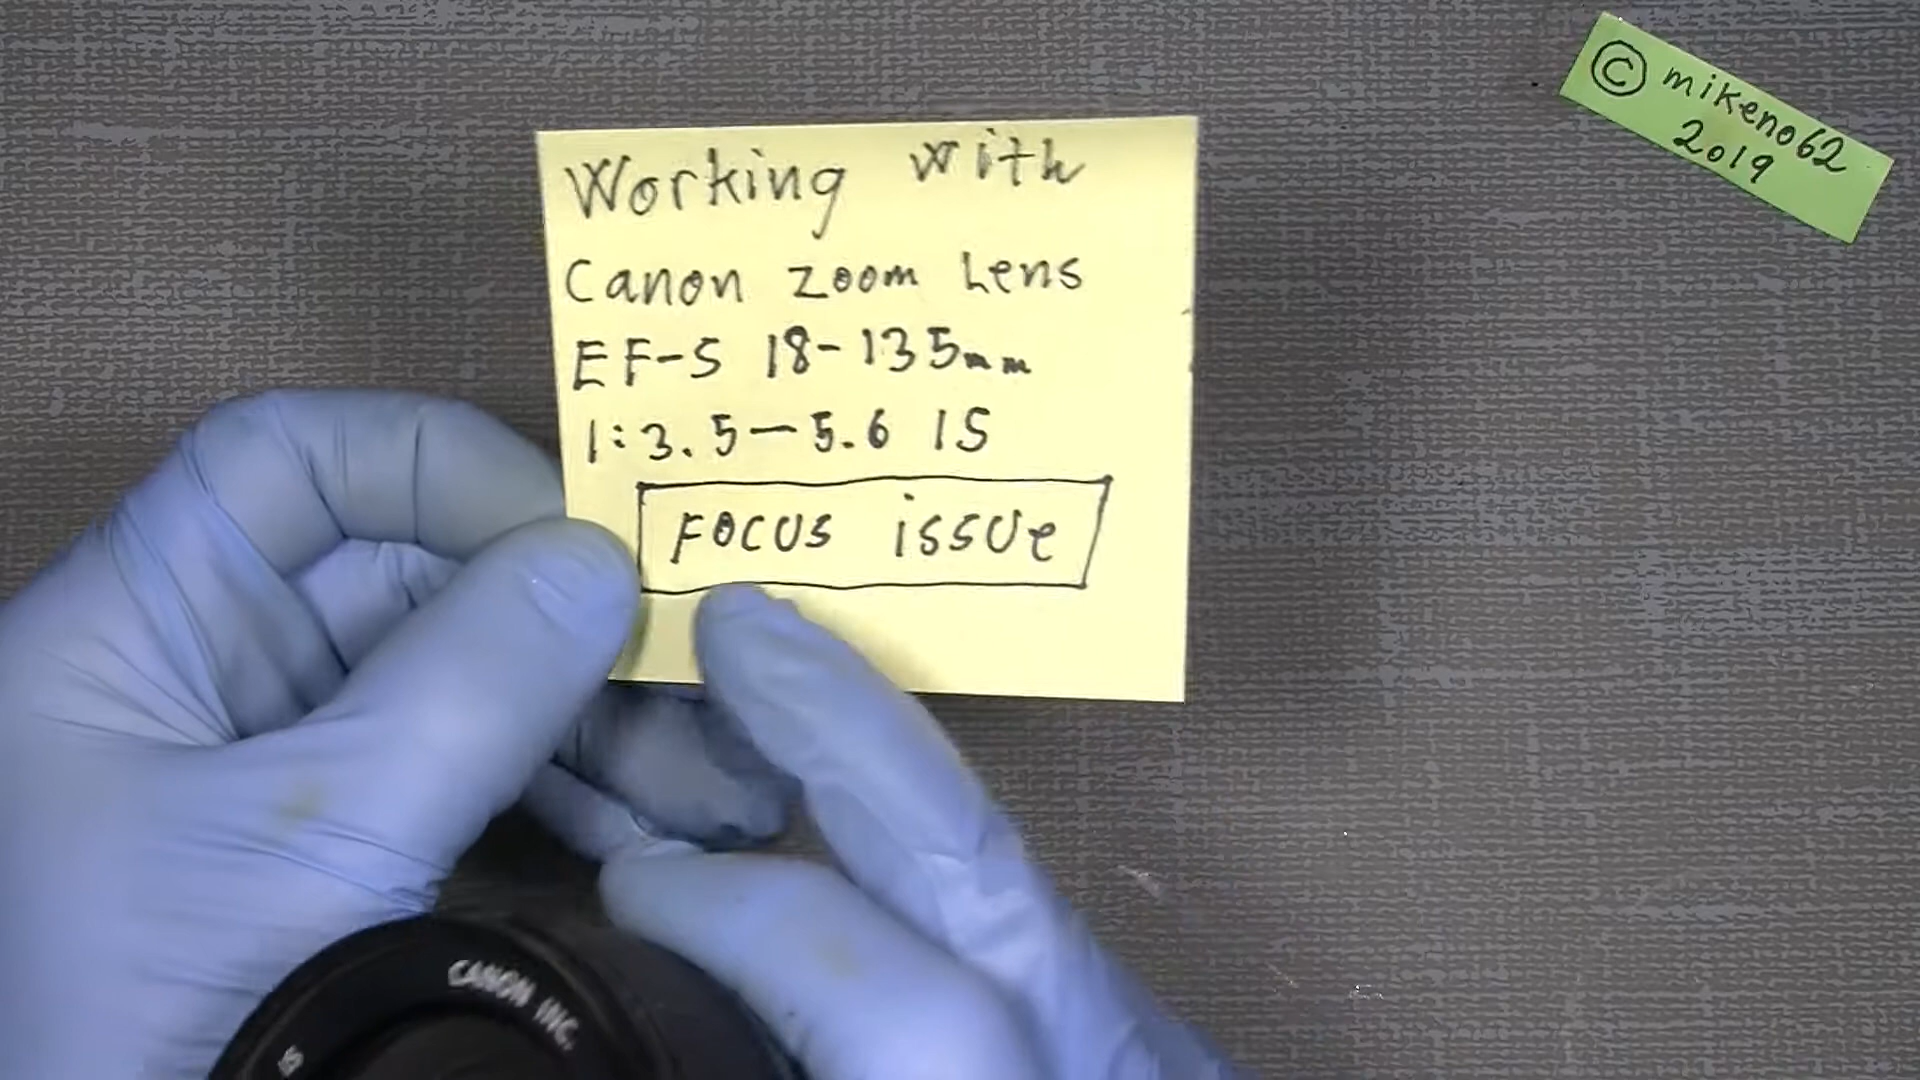 Working with
Canon zoom Lens
EF-S 18-135mm
1:3.5-5.6 IS
FOCUS issue
© mikeno62
2019
CANON INC.